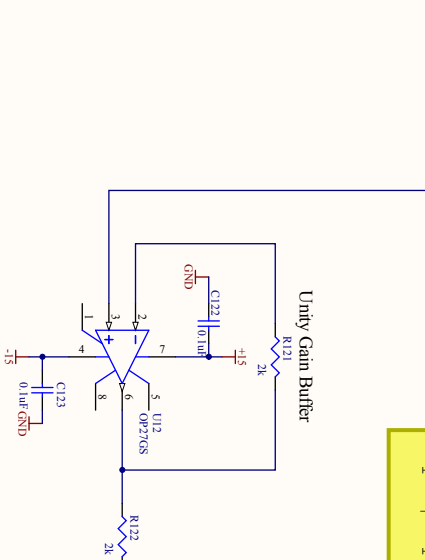 Unity Gain Buffer
GND
C122
0.1uF
+15
R121
2k
1
3
2
+
-
4
7
-15
8
6
5
C123
0.1uF
GND
U12
OP27GS
R122
2k